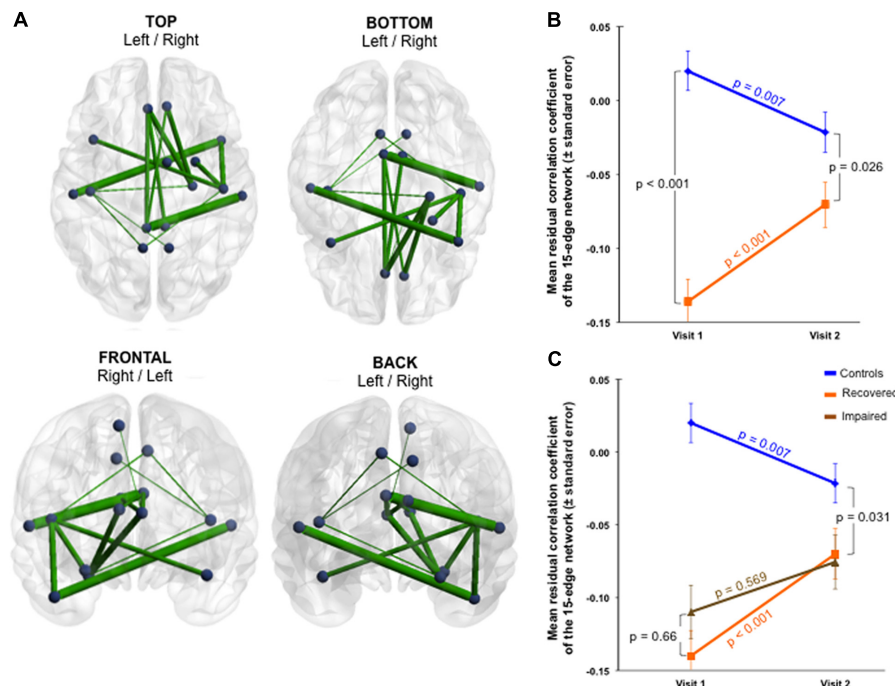 A
TOP
Left / Right
BOTTOM
Left / Right
FRONTAL
Right / Left
BACK
Left / Right
B
Mean residual correlation coefficient
of the 15-edge network (± standard error)
0.05
0.00
-0.05
-0.10
-0.15
p = 0.007
p < 0.001
p = 0.026
p < 0.001
Visit 1
Visit 2
C
Mean residual correlation coefficient
of the 15-edge network (± standard error)
0.05
0.00
-0.05
-0.10
-0.15
Controls
Recovered
Impaired
p = 0.007
p = 0.031
p = 0.569
p = 0.66
p < 0.001
Visit 1
Visit 2